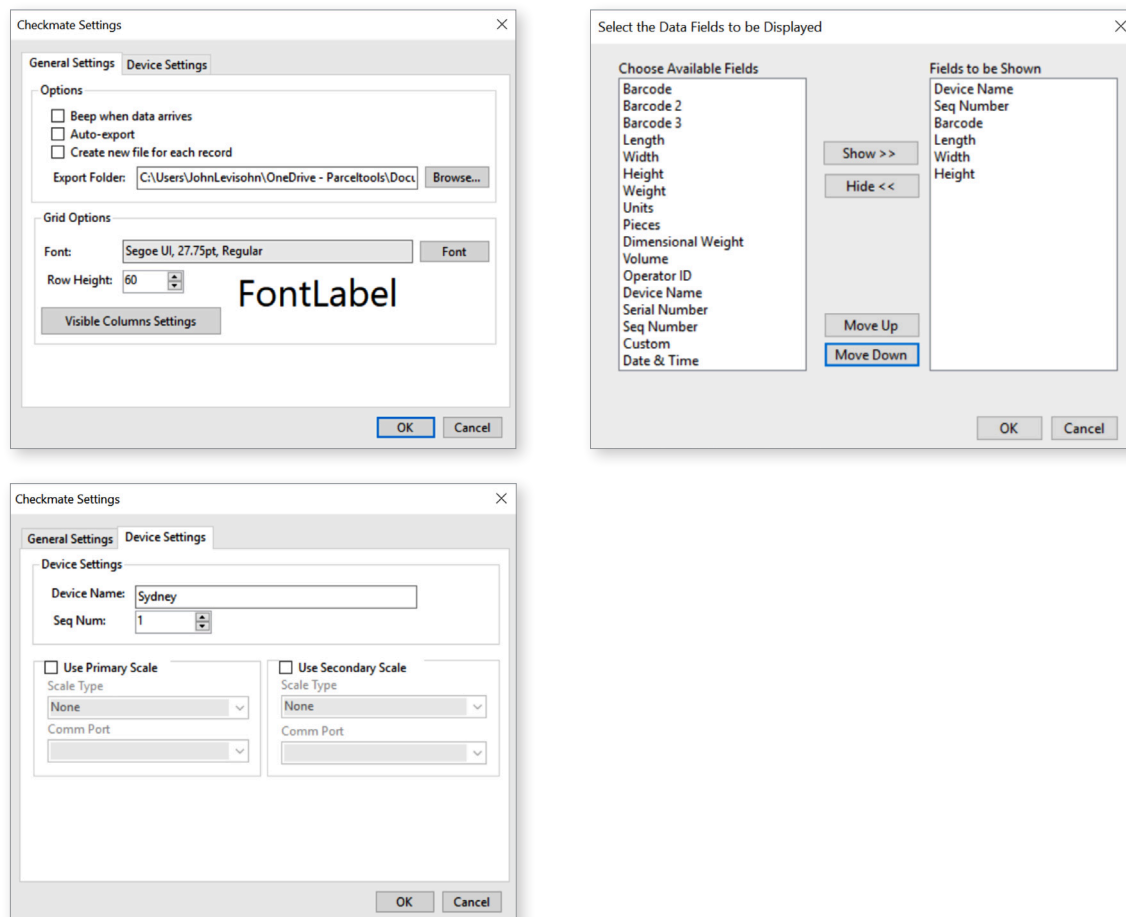 Checkmate Settings
General Settings Device Settings
Options
Beep when data arrives
Auto-export
Create new file for each record
Export Folder: C:\Users\JohnLevisohn\OneDrive - Parceltools\Docu Browse...
Grid Options
Font: Segoe UI, 27.75pt, Regular Font
Row Height: 60
FontLabel
Visible Columns Settings
OK Cancel
Select the Data Fields to be Displayed
Choose Available Fields
Barcode
Barcode 2
Barcode 3
Length
Width
Height
Weight
Units
Pieces
Dimensional Weight
Volume
Operator ID
Device Name
Serial Number
Seq Number
Custom
Date & Time
Show >>
Hide <<
Move Up
Move Down
Fields to be Shown
Device Name
Seq Number
Barcode
Length
Width
Height
OK Cancel
Checkmate Settings
General Settings Device Settings
Device Settings
Device Name: Sydney
Seq Num: 1
Use Primary Scale
Scale Type
None
Comm Port
Use Secondary Scale
Scale Type
None
Comm Port
OK Cancel